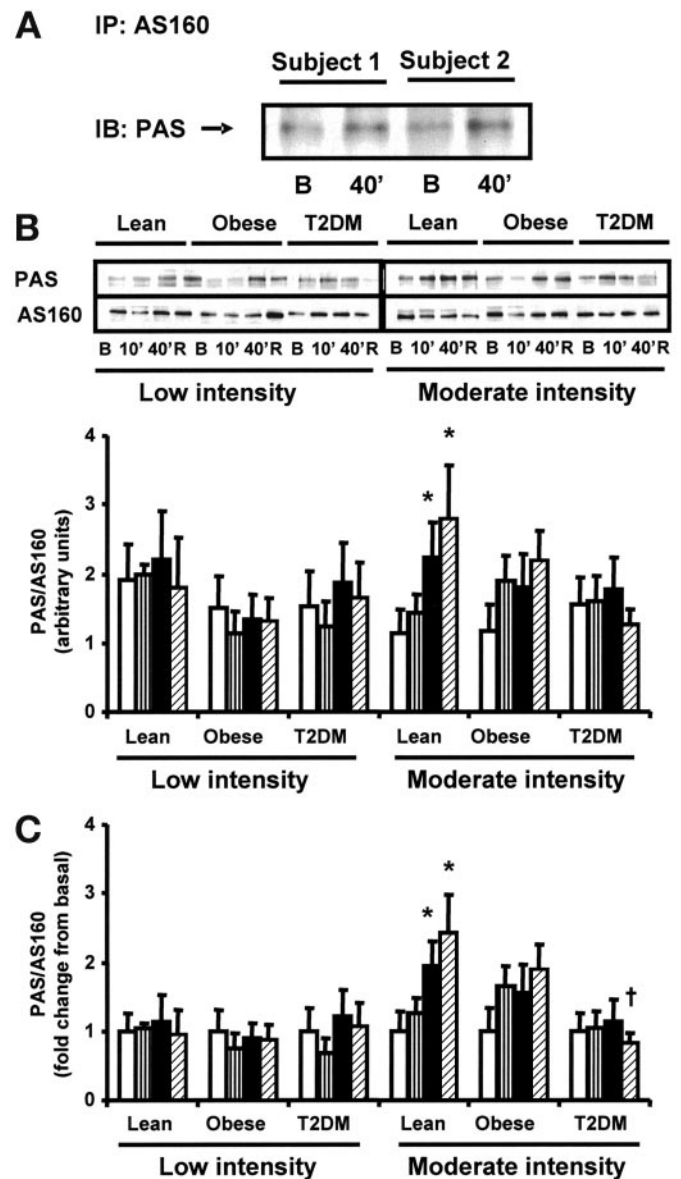 A
IP: AS160
Subject 1 Subject 2
IB: PAS →
B 40' B 40'
B
Lean Obese T2DM Lean Obese T2DM
PAS
AS160
B 10' 40'R B 10' 40'R B 10' 40'R B 10' 40'R B 10' 40'R B 10' 40'R
Low intensity Moderate intensity
4
3
2
1
0
PAS/AS160
(arbitrary units)
* *
Lean Obese T2DM Lean Obese T2DM
Low intensity Moderate intensity
C
4
3
2
1
0
PAS/AS160
(fold change from basal)
* * †
Lean Obese T2DM Lean Obese T2DM
Low intensity Moderate intensity